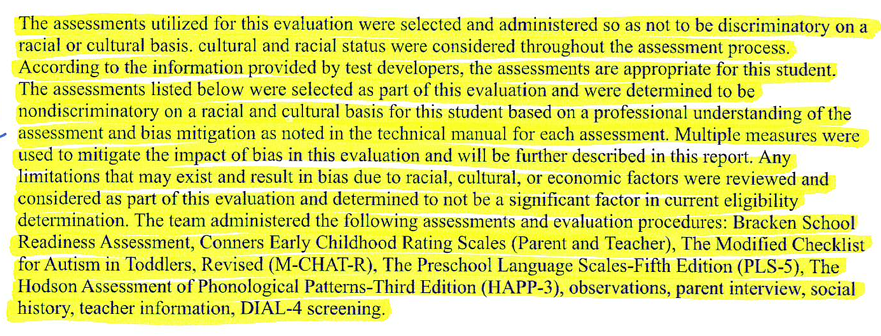 The assessments utilized for this evaluation were selected and administered so as not to be discriminatory on a
racial or cultural basis. cultural and racial status were considered throughout the assessment process.
According to the information provided by test developers, the assessments are appropriate for this student.
The assessments listed below were selected as part of this evaluation and were determined to be
nondiscriminatory on a racial and cultural basis for this student based on a professional understanding of the
assessment and bias mitigation as noted in the technical manual for each assessment. Multiple measures were
used to mitigate the impact of bias in this evaluation and will be further described in this report. Any
limitations that may exist and result in bias due to racial, cultural, or economic factors were reviewed and
considered as part of this evaluation and determined to not be a significant factor in current eligibility
determination. The team administered the following assessments and evaluation procedures: Bracken School
Readiness Assessment, Conners Early Childhood Rating Scales (Parent and Teacher), The Modified Checklist
for Autism in Toddlers, Revised (M-CHAT-R), The Preschool Language Scales-Fifth Edition (PLS-5), The
Hodson Assessment of Phonological Patterns-Third Edition (HAPP-3), observations, parent interview, social
history, teacher information, DIAL-4 screening.